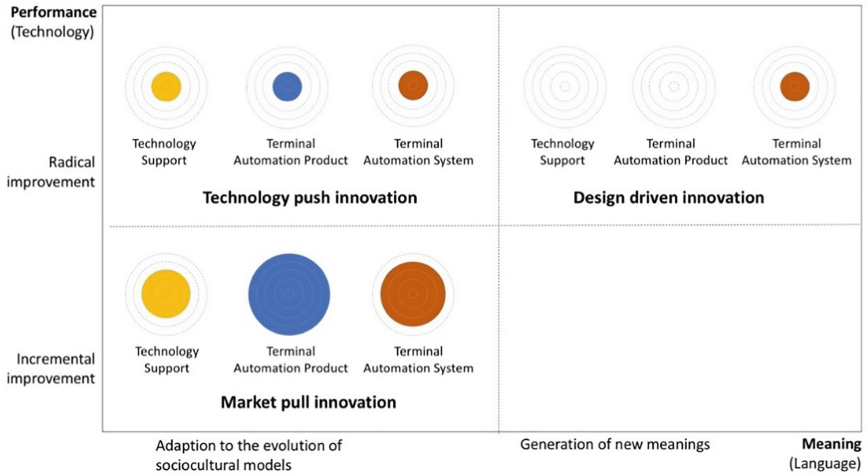 Performance
(Technology)
Technology
Support
Terminal
Automation Product
Terminal
Automation System
Technology
Support
Terminal
Automation Product
Terminal
Automation System
Radical
improvement
Technology push innovation
Design driven innovation
Technology
Support
Terminal
Automation Product
Terminal
Automation System
Incremental
improvement
Market pull innovation
Adaption to the evolution of
sociocultural models
Generation of new meanings
Meaning
(Language)